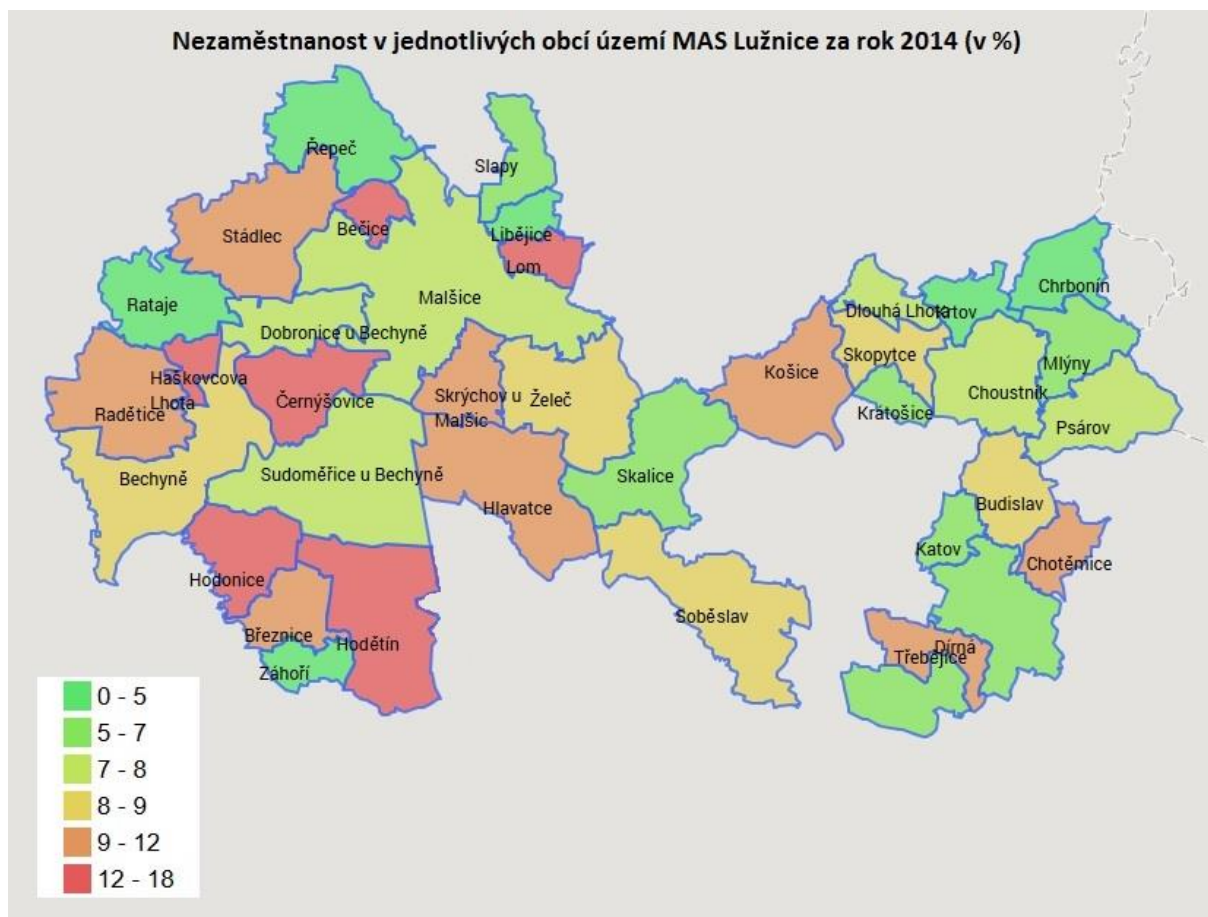 Nezaměstnanost v jednotlivých obcí území MAS Lužnice za rok 2014 (v %)
Řepeč
Slapy
Bečice
Stádlec
Libějice
Lom
Chrbonín
Rataje
Malšice
Dlouhá Lhota
Krtov
Dobronice u Bechyně
Skopytce
Mlýny
Haškovcova
Lhota
Košice
Černýšovice
Skrýchov u
Malšic
Želeč
Choustník
Radětice
Krátošice
Psárov
Bechyně
Sudoměřice u Bechyně
Skalice
Hlavatce
Budislav
Katov
Chotěmice
Hodonice
Soběslav
Březnice
Hodětín
Dírná
Třebějice
Záhoří
0 - 5
5 - 7
7 - 8
8 - 9
9 - 12
12 - 18